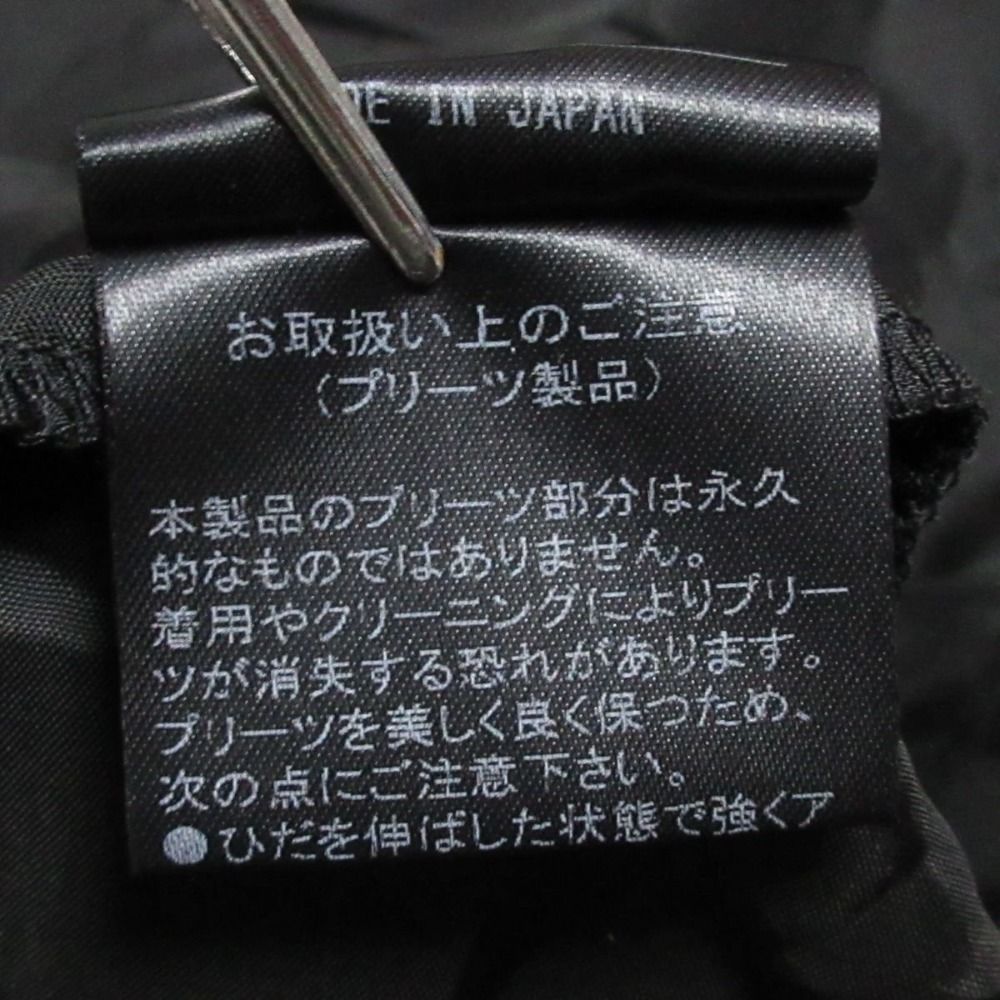 DE IN JAPAN
お取扱い上のご注意
(プリーツ製品)
本製品のプリーツ部分は永久
的なものではありません。
着用やクリーニングによりプリー
ツが消失する恐れがあります。
プリーツを美しく良く保つため、
次の点にご注意下さい。
●ひだを伸ばした状態で強くア